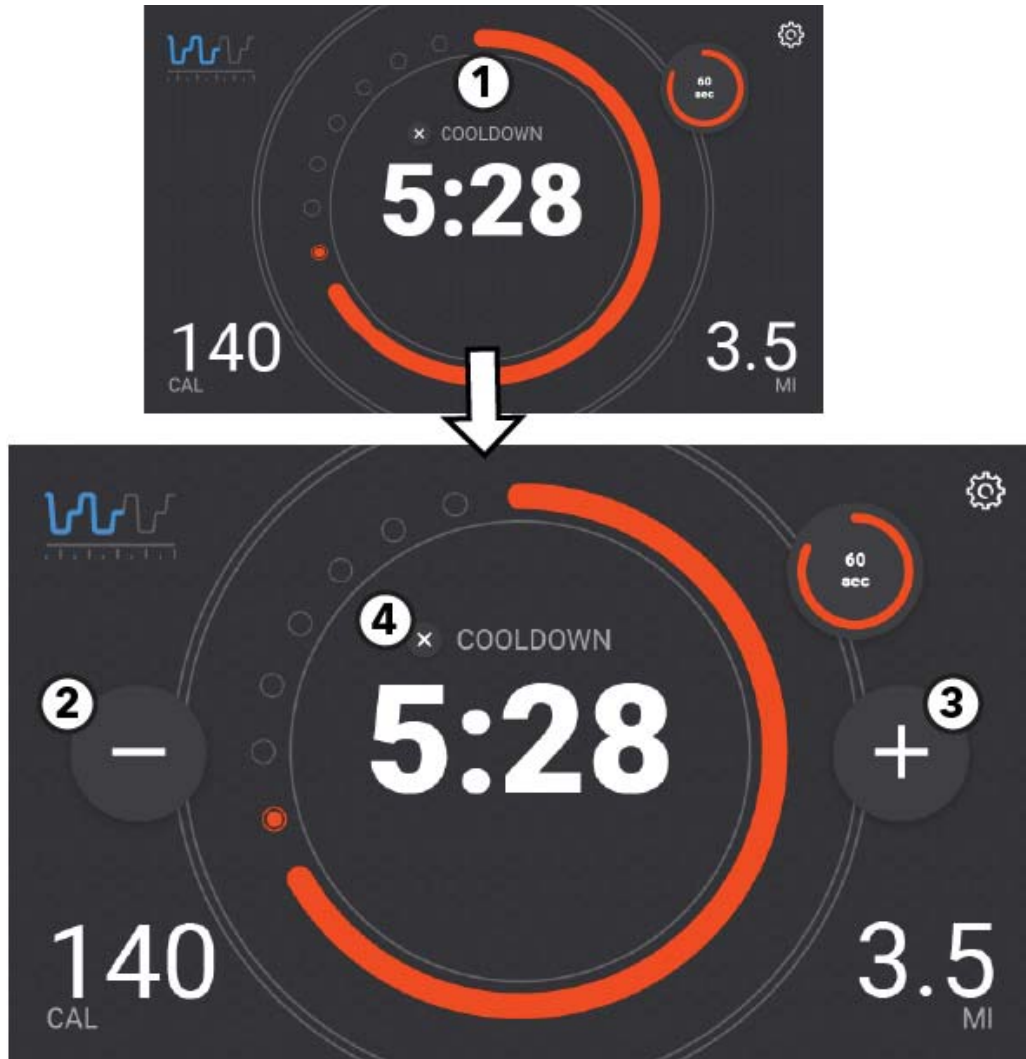 1
60
sec
× COOLDOWN
5:28
140
CAL
3.5
MI
60
sec
4 × COOLDOWN
2
5:28
3
−
+
140
CAL
3.5
MI